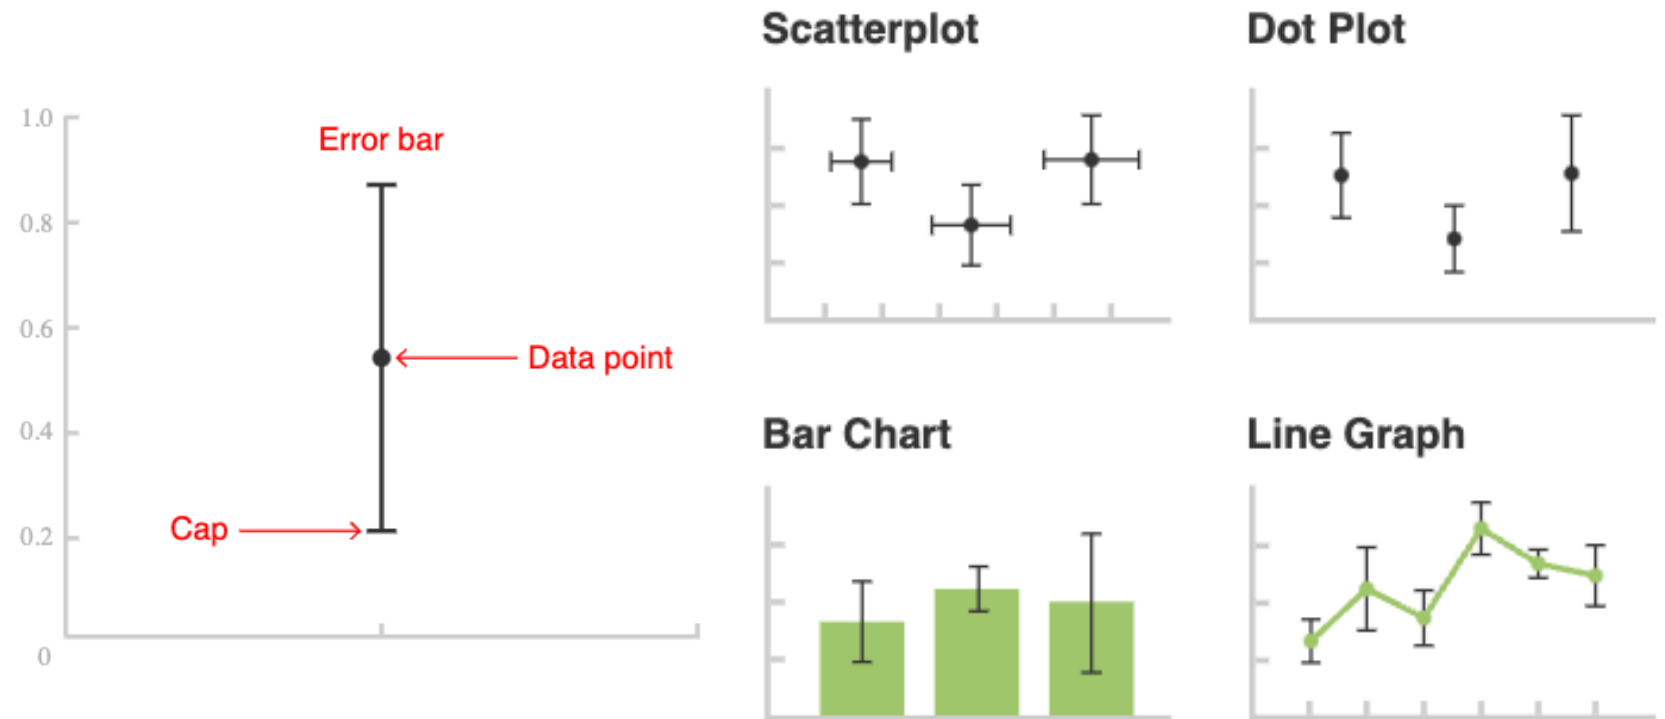 1.0
Error bar
0.8
0.6
Data point
0.4
Cap
0.2
0
Scatterplot
Dot Plot
Bar Chart
Line Graph